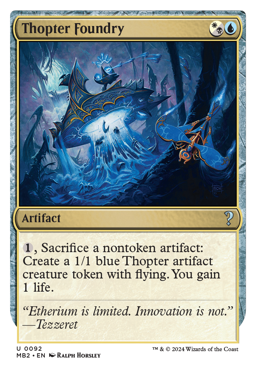 Thopter Foundry
Artifact
1, Sacrifice a nontoken artifact:
Create a 1/1 blue Thopter artifact
creature token with flying. You gain
1 life.
“Etherium is limited. Innovation is not.”
—Tezzeret
U 0092
MB2 • EN Ralph Horsley
™ & © 2024 Wizards of the Coast